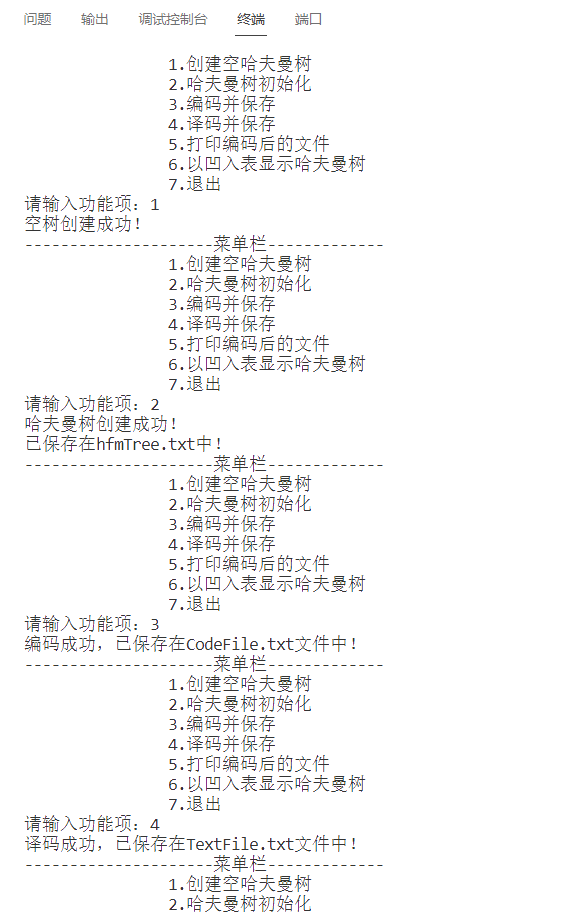 问题 输出 调试控制台 终端 端口
1.创建空哈夫曼树
2.哈夫曼树初始化
3.编码并保存
4.译码并保存
5.打印编码后的文件
6.以凹入表显示哈夫曼树
7.退出
请输入功能项：1
空树创建成功！
---------------------菜单栏-------------
1.创建空哈夫曼树
2.哈夫曼树初始化
3.编码并保存
4.译码并保存
5.打印编码后的文件
6.以凹入表显示哈夫曼树
7.退出
请输入功能项：2
哈夫曼树创建成功！
已保存在hfmTree.txt中！
---------------------菜单栏-------------
1.创建空哈夫曼树
2.哈夫曼树初始化
3.编码并保存
4.译码并保存
5.打印编码后的文件
6.以凹入表显示哈夫曼树
7.退出
请输入功能项：3
编码成功，已保存在CodeFile.txt文件中！
---------------------菜单栏-------------
1.创建空哈夫曼树
2.哈夫曼树初始化
3.编码并保存
4.译码并保存
5.打印编码后的文件
6.以凹入表显示哈夫曼树
7.退出
请输入功能项：4
译码成功，已保存在TextFile.txt文件中！
---------------------菜单栏-------------
1.创建空哈夫曼树
2.哈夫曼树初始化